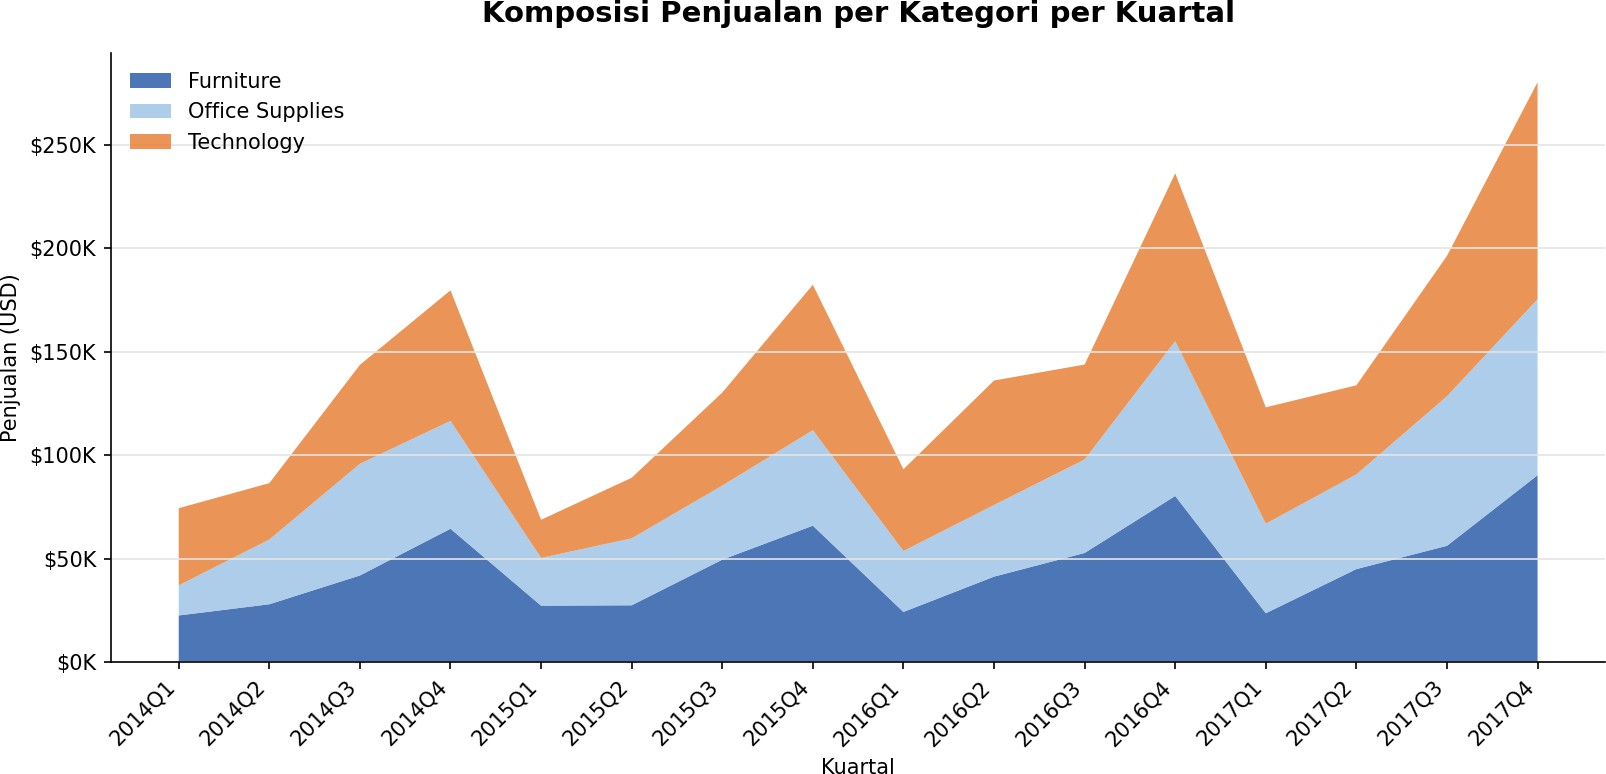 Komposisi Penjualan per Kategori per Kuartal
Furniture
Office Supplies
Technology
$250K
$200K
$150K
$100K
$50K
$0K
Penjualan (USD)
2014Q1
2014Q2
2014Q3
2014Q4
2015Q1
2015Q2
2015Q3
2015Q4
2016Q1
2016Q2
2016Q3
2016Q4
2017Q1
2017Q2
2017Q3
2017Q4
Kuartal